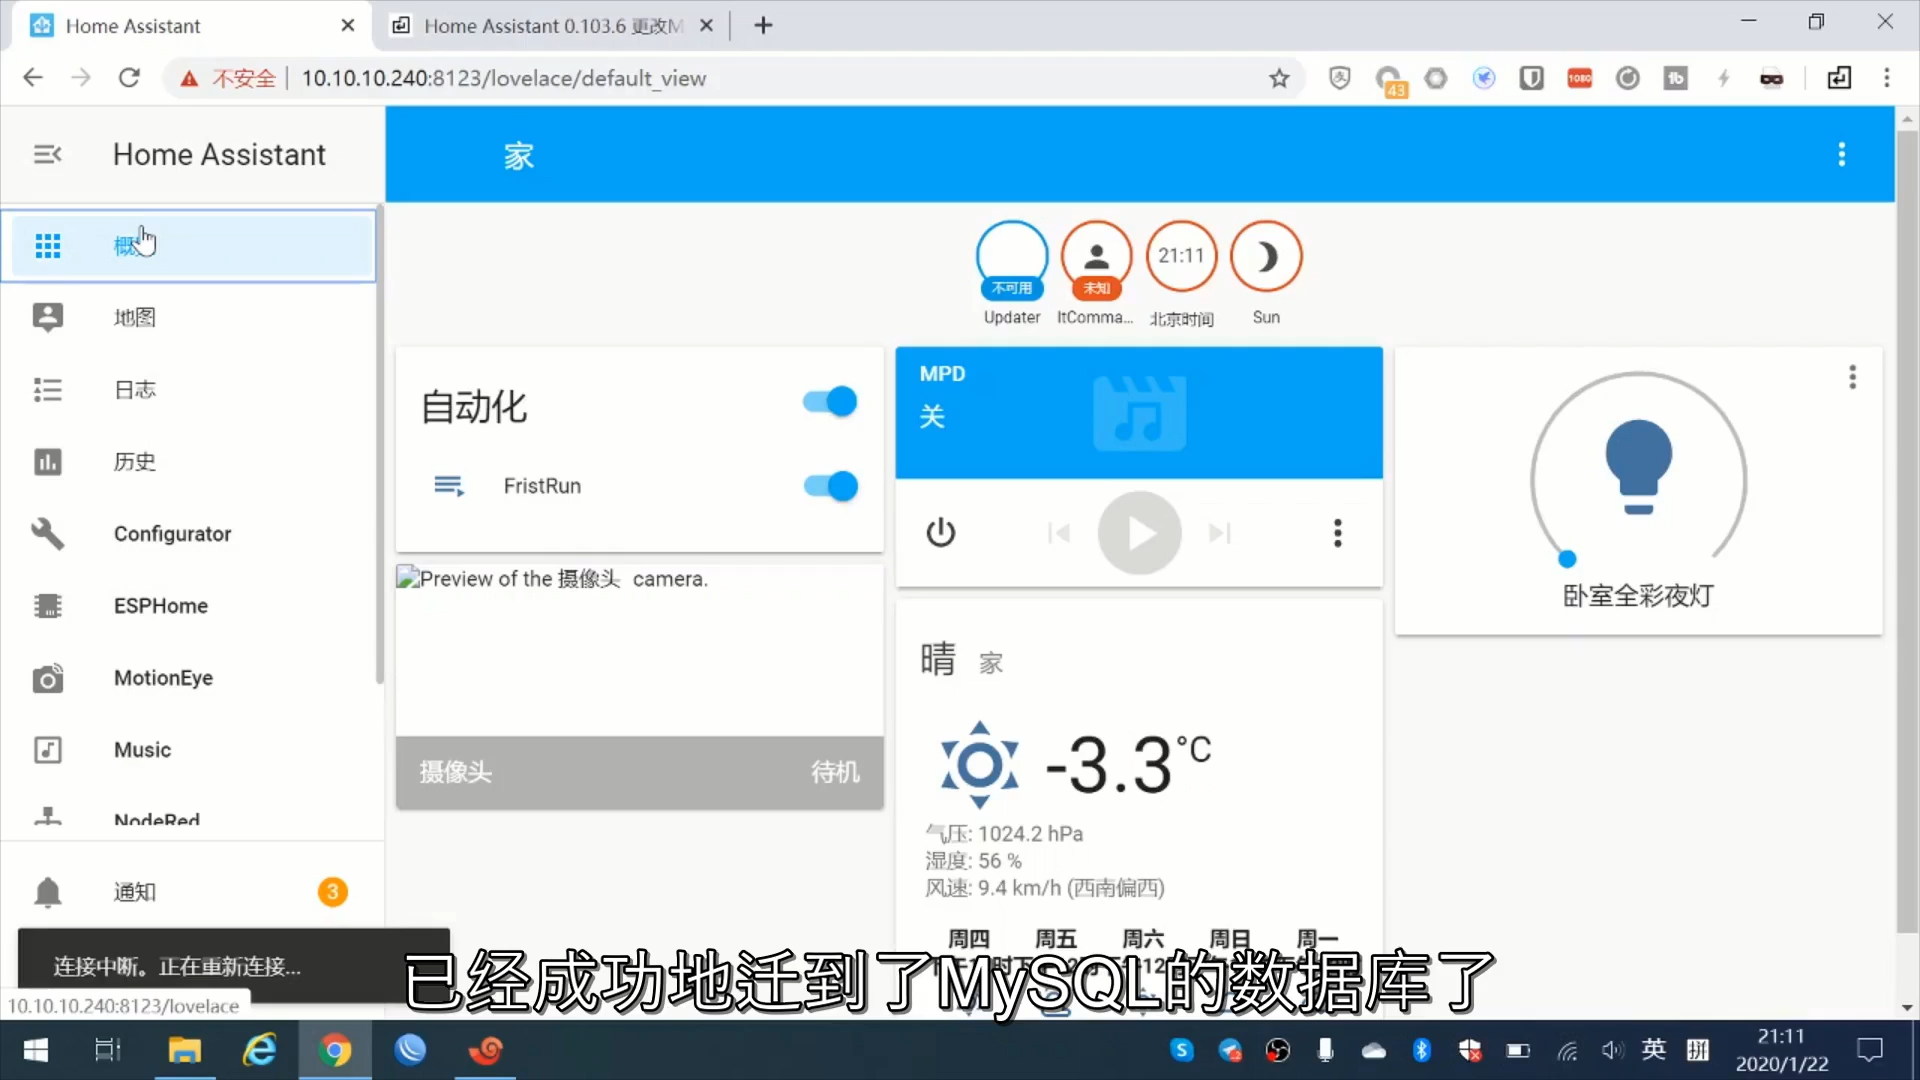 Home Assistant
Home Assistant 0.103.6 更改M
不安全
10.10.10.240:8123/lovelace/default_view
43
1080
Home Assistant
家
概
地图
日志
历史
Configurator
ESPHome
MotionEye
Music
NodeRed
通知
3
21:11
不可用
未知
Updater
ItComma...
北京时间
Sun
自动化
FristRun
Preview of the 摄像头 camera.
摄像头
待机
MPD
关
卧室全彩夜灯
晴
家
-3.3
°C
气压: 1024.2 hPa
湿度: 56 %
风速: 9.4 km/h (西南偏西)
周四
周五
周六
周日
周一
连接中断。正在重新连接...
已经成功地迁到了MySQL的数据库了
10.10.10.240:8123/lovelace
英
拼
21:11
2020/1/22